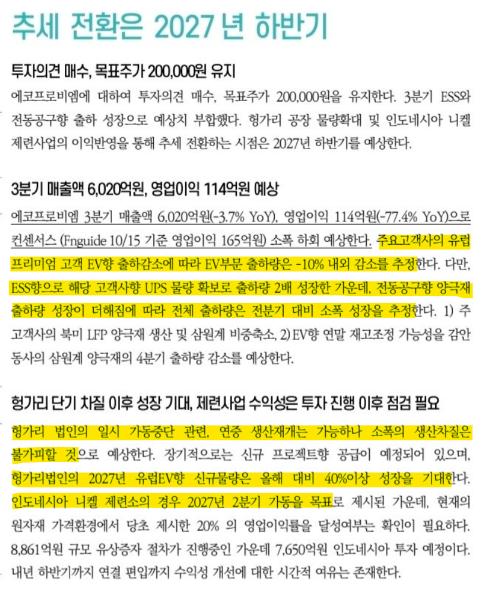 추세 전환은 2027년 하반기
투자의견 매수, 목표주가 200,000원 유지
에코프로비엠에 대하여 투자의견 매수, 목표주가 200,000원을 유지한다. 3분기 ESS와
전동공구향 출하 성장으로 예상치 부합했다. 헝가리 공장 물량확대 및 인도네시아 니켈
제련사업의 이익반영을 통해 추세 전환하는 시점은 2027년 하반기를 예상한다.
3분기 매출액 6,020억원, 영업이익 114억원 예상
에코프로비엠 3분기 매출액 6,020억원(-3.7% YoY), 영업이익 114억원(-77.4% YoY)으로
컨센서스 (Fnguide 10/15 기준 영업이익 165억원) 소폭 하회 예상한다. 주요고객사의 유럽
프리미엄 고객 EV향 출하감소에 따라 EV부문 출하량은 -10% 내외 감소를 추정한다. 다만,
ESS향으로 해당 고객사향 UPS 물량 확보로 출하량 2배 성장한 가운데, 전동공구향 양극재
출하량 성장이 더해짐에 따라 전체 출하량은 전분기 대비 소폭 성장을 추정한다. 1) 주
고객사의 북미 LFP 양극재 생산 및 삼원계 비중축소, 2) EV향 연말 재고조정 가능성을 감안
동사의 삼원계 양극재의 4분기 출하량 감소를 예상한다.
헝가리 단기 차질 이후 성장 기대, 제련사업 수익성은 투자 진행 이후 점검 필요
헝가리 법인의 일시 가동중단 관련, 연중 생산재개는 가능하나 소폭의 생산차질은
불가피할 것으로 예상한다. 장기적으로는 신규 프로젝트향 공급이 예정되어 있으며,
헝가리법인의 2027년 유럽EV향 신규물량은 올해 대비 40%이상 성장을 기대한다.
인도네시아 니켈 제련소의 경우 2027년 2분기 가동을 목표로 제시된 가운데, 현재의
원자재 가격환경에서 당초 제시한 20% 의 영업이익률을 달성여부는 확인이 필요하다.
8,861억원 규모 유상증자 절차가 진행중인 가운데 7,650억원 인도네시아 투자 예정이다.
내년 하반기까지 연결 편입까지 수익성 개선에 대한 시간적 여유는 존재한다.